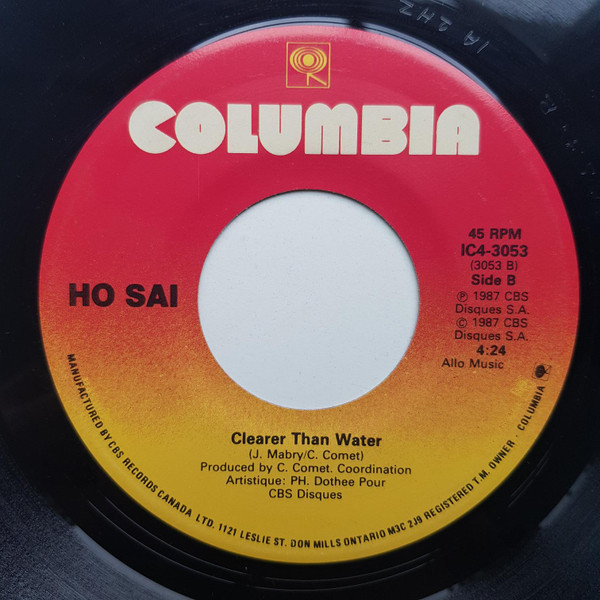 COLUMBIA
HO SAI
45 RPM
IC4-3053
(3053 B)
Side B
℗ 1987 CBS
Disques S.A.
© 1987 CBS
Disques S.A.
4:24
Allo Music
Clearer Than Water
(J. Mabry/C. Comet)
Produced by C. Comet. Coordination
Artistique: PH. Dothee Pour
CBS Disques
MANUFACTURED BY CBS RECORDS CANADA LTD. 1121 LESLIE ST. DON MILLS ONTARIO M3C 2J9 REGISTERED T.M. OWNER - COLUMBIA